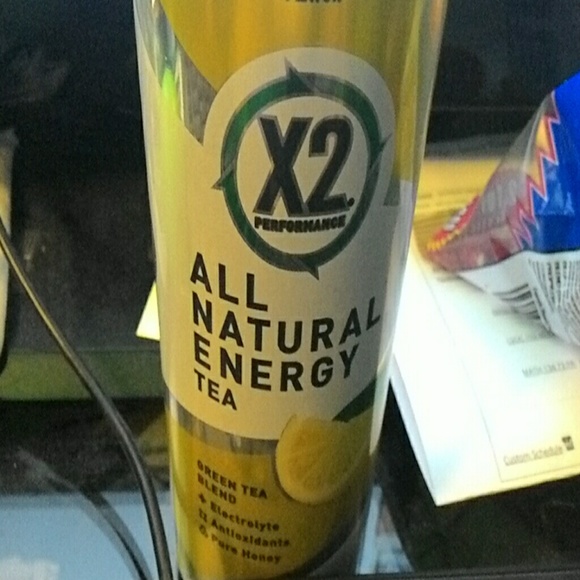 X2
PERFORMANCE
ALL
NATURAL
ENERGY
TEA
GREEN TEA
BLEND
+ Electrolyte
Antioxidants
& Pure Honey
Custom Schedule